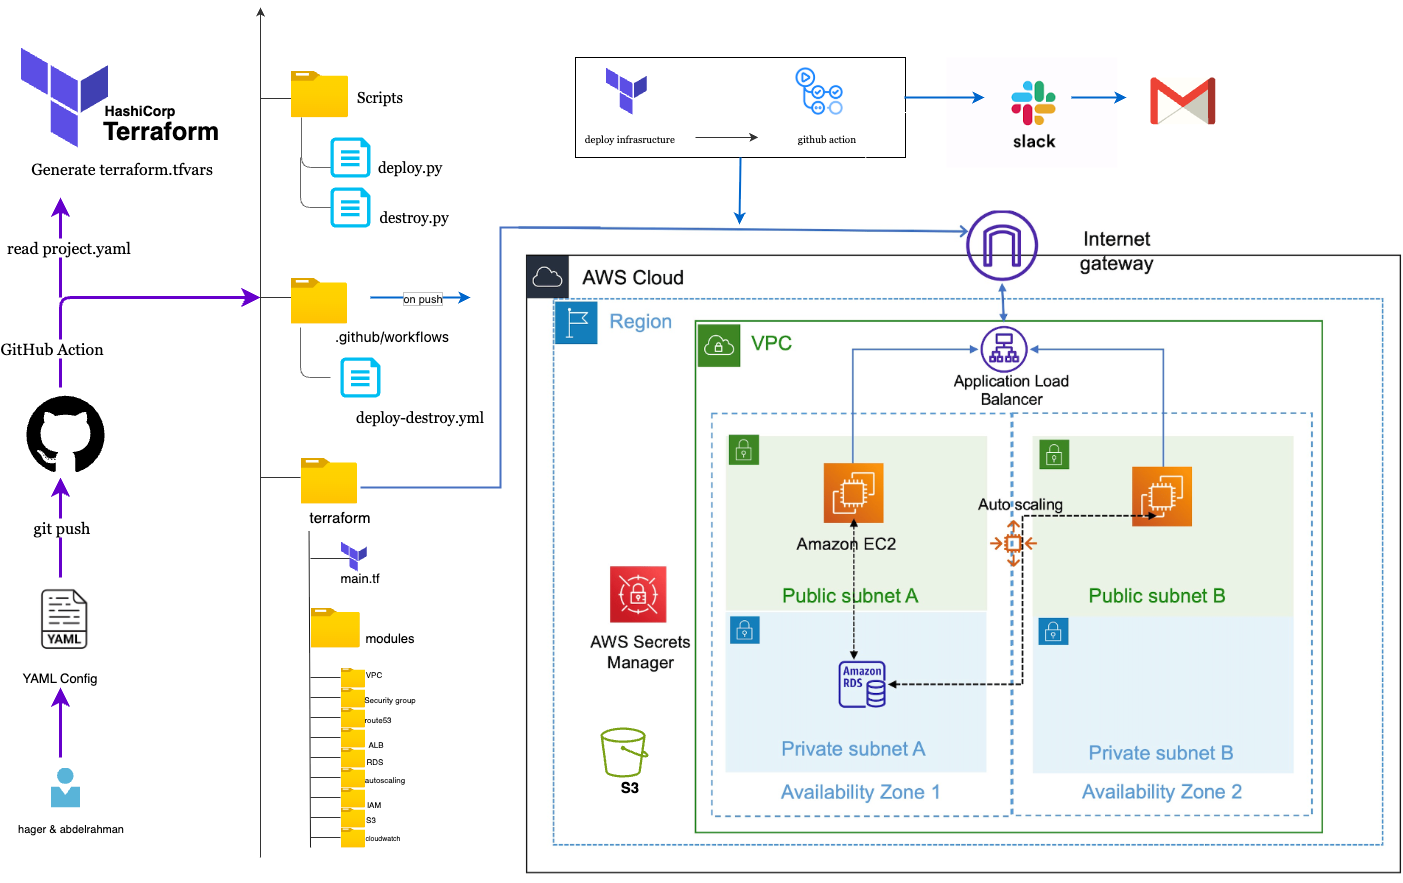 HashiCorp
Terraform
Generate terraform.tfvars
read project.yaml
GitHub Action
git push
YAML
YAML Config
hager & abdelrahman
Scripts
deploy.py
destroy.py
on push
.github/workflows
deploy-destroy.yml
terraform
main.tf
modules
VPC
Security group
route53
ALB
RDS
autoscaling
IAM
S3
cloudwatch
deploy infrasructure
github action
slack
Internet
gateway
AWS Cloud
Region
VPC
Application Load
Balancer
Auto scaling
Amazon EC2
Public subnet A
Public subnet B
AWS Secrets
Manager
Amazon
RDS
S3
Private subnet A
Private subnet B
Availability Zone 1
Availability Zone 2